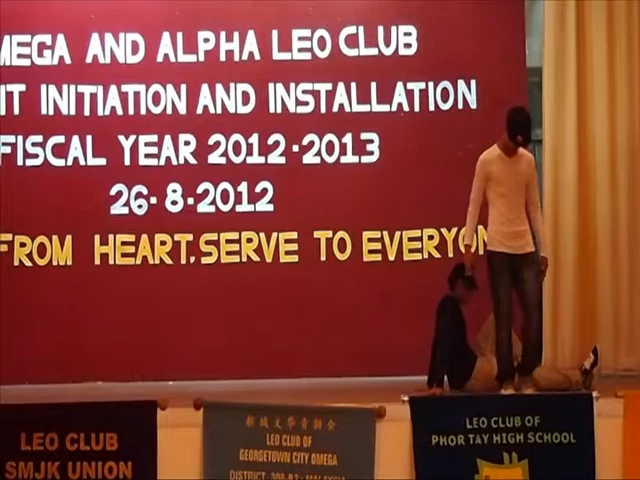 MEGA AND ALPHA LEO CLUB
IT INITIATION AND INSTALLATION
FISCAL YEAR 2012-2013
26-8-2012
FROM HEART, SERVE TO EVERYON
LEO CLUB
SMJK UNION
LEO CLUB OF
GEORGETOWN CITY OMEGA
LEO CLUB OF
PHOR TAY HIGH SCHOOL